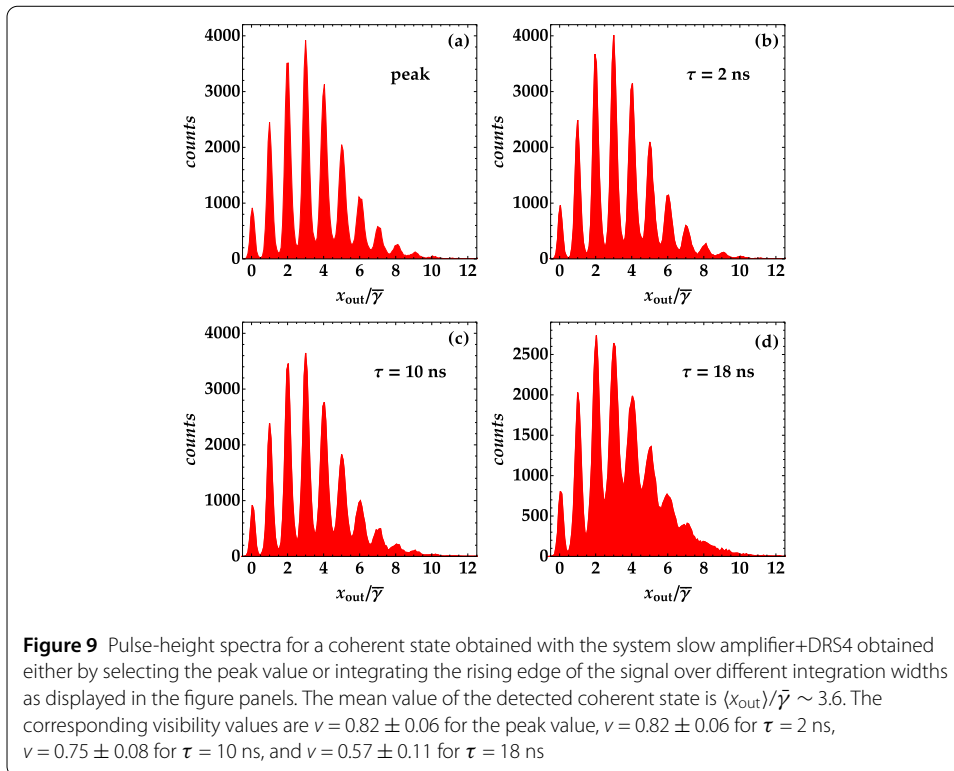 (a)
peak
counts
4000
3000
2000
1000
0
0 2 4 6 8 10 12
x_out/γ̄
(b)
τ = 2 ns
counts
4000
3000
2000
1000
0
0 2 4 6 8 10 12
x_out/γ̄
(c)
τ = 10 ns
counts
4000
3000
2000
1000
0
0 2 4 6 8 10 12
x_out/γ̄
(d)
τ = 18 ns
counts
2500
2000
1500
1000
500
0
0 2 4 6 8 10 12
x_out/γ̄
Figure 9 Pulse-height spectra for a coherent state obtained with the system slow amplifier+DRS4 obtained
either by selecting the peak value or integrating the rising edge of the signal over different integration widths
as displayed in the figure panels. The mean value of the detected coherent state is ⟨x_out⟩/γ̄ ∼ 3.6. The
corresponding visibility values are v = 0.82 ± 0.06 for the peak value, v = 0.82 ± 0.06 for τ = 2 ns,
v = 0.75 ± 0.08 for τ = 10 ns, and v = 0.57 ± 0.11 for τ = 18 ns